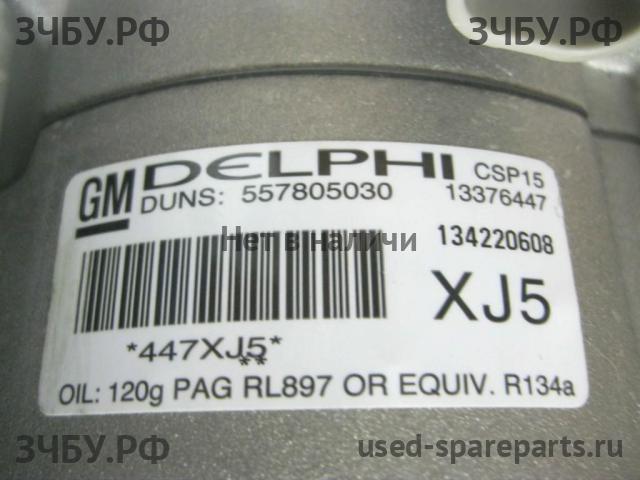 ЗЧБУ.РФ ЗЧБУ.РФ
GM DELPHI CSP15
DUNS: 557805030 13376447
Нет в наличи 134220608
XJ5
*447XJ5*
**
OIL: 120g PAG RL897 OR EQUIV. R134a
ЗЧБУ.РФ used-spareparts.ru